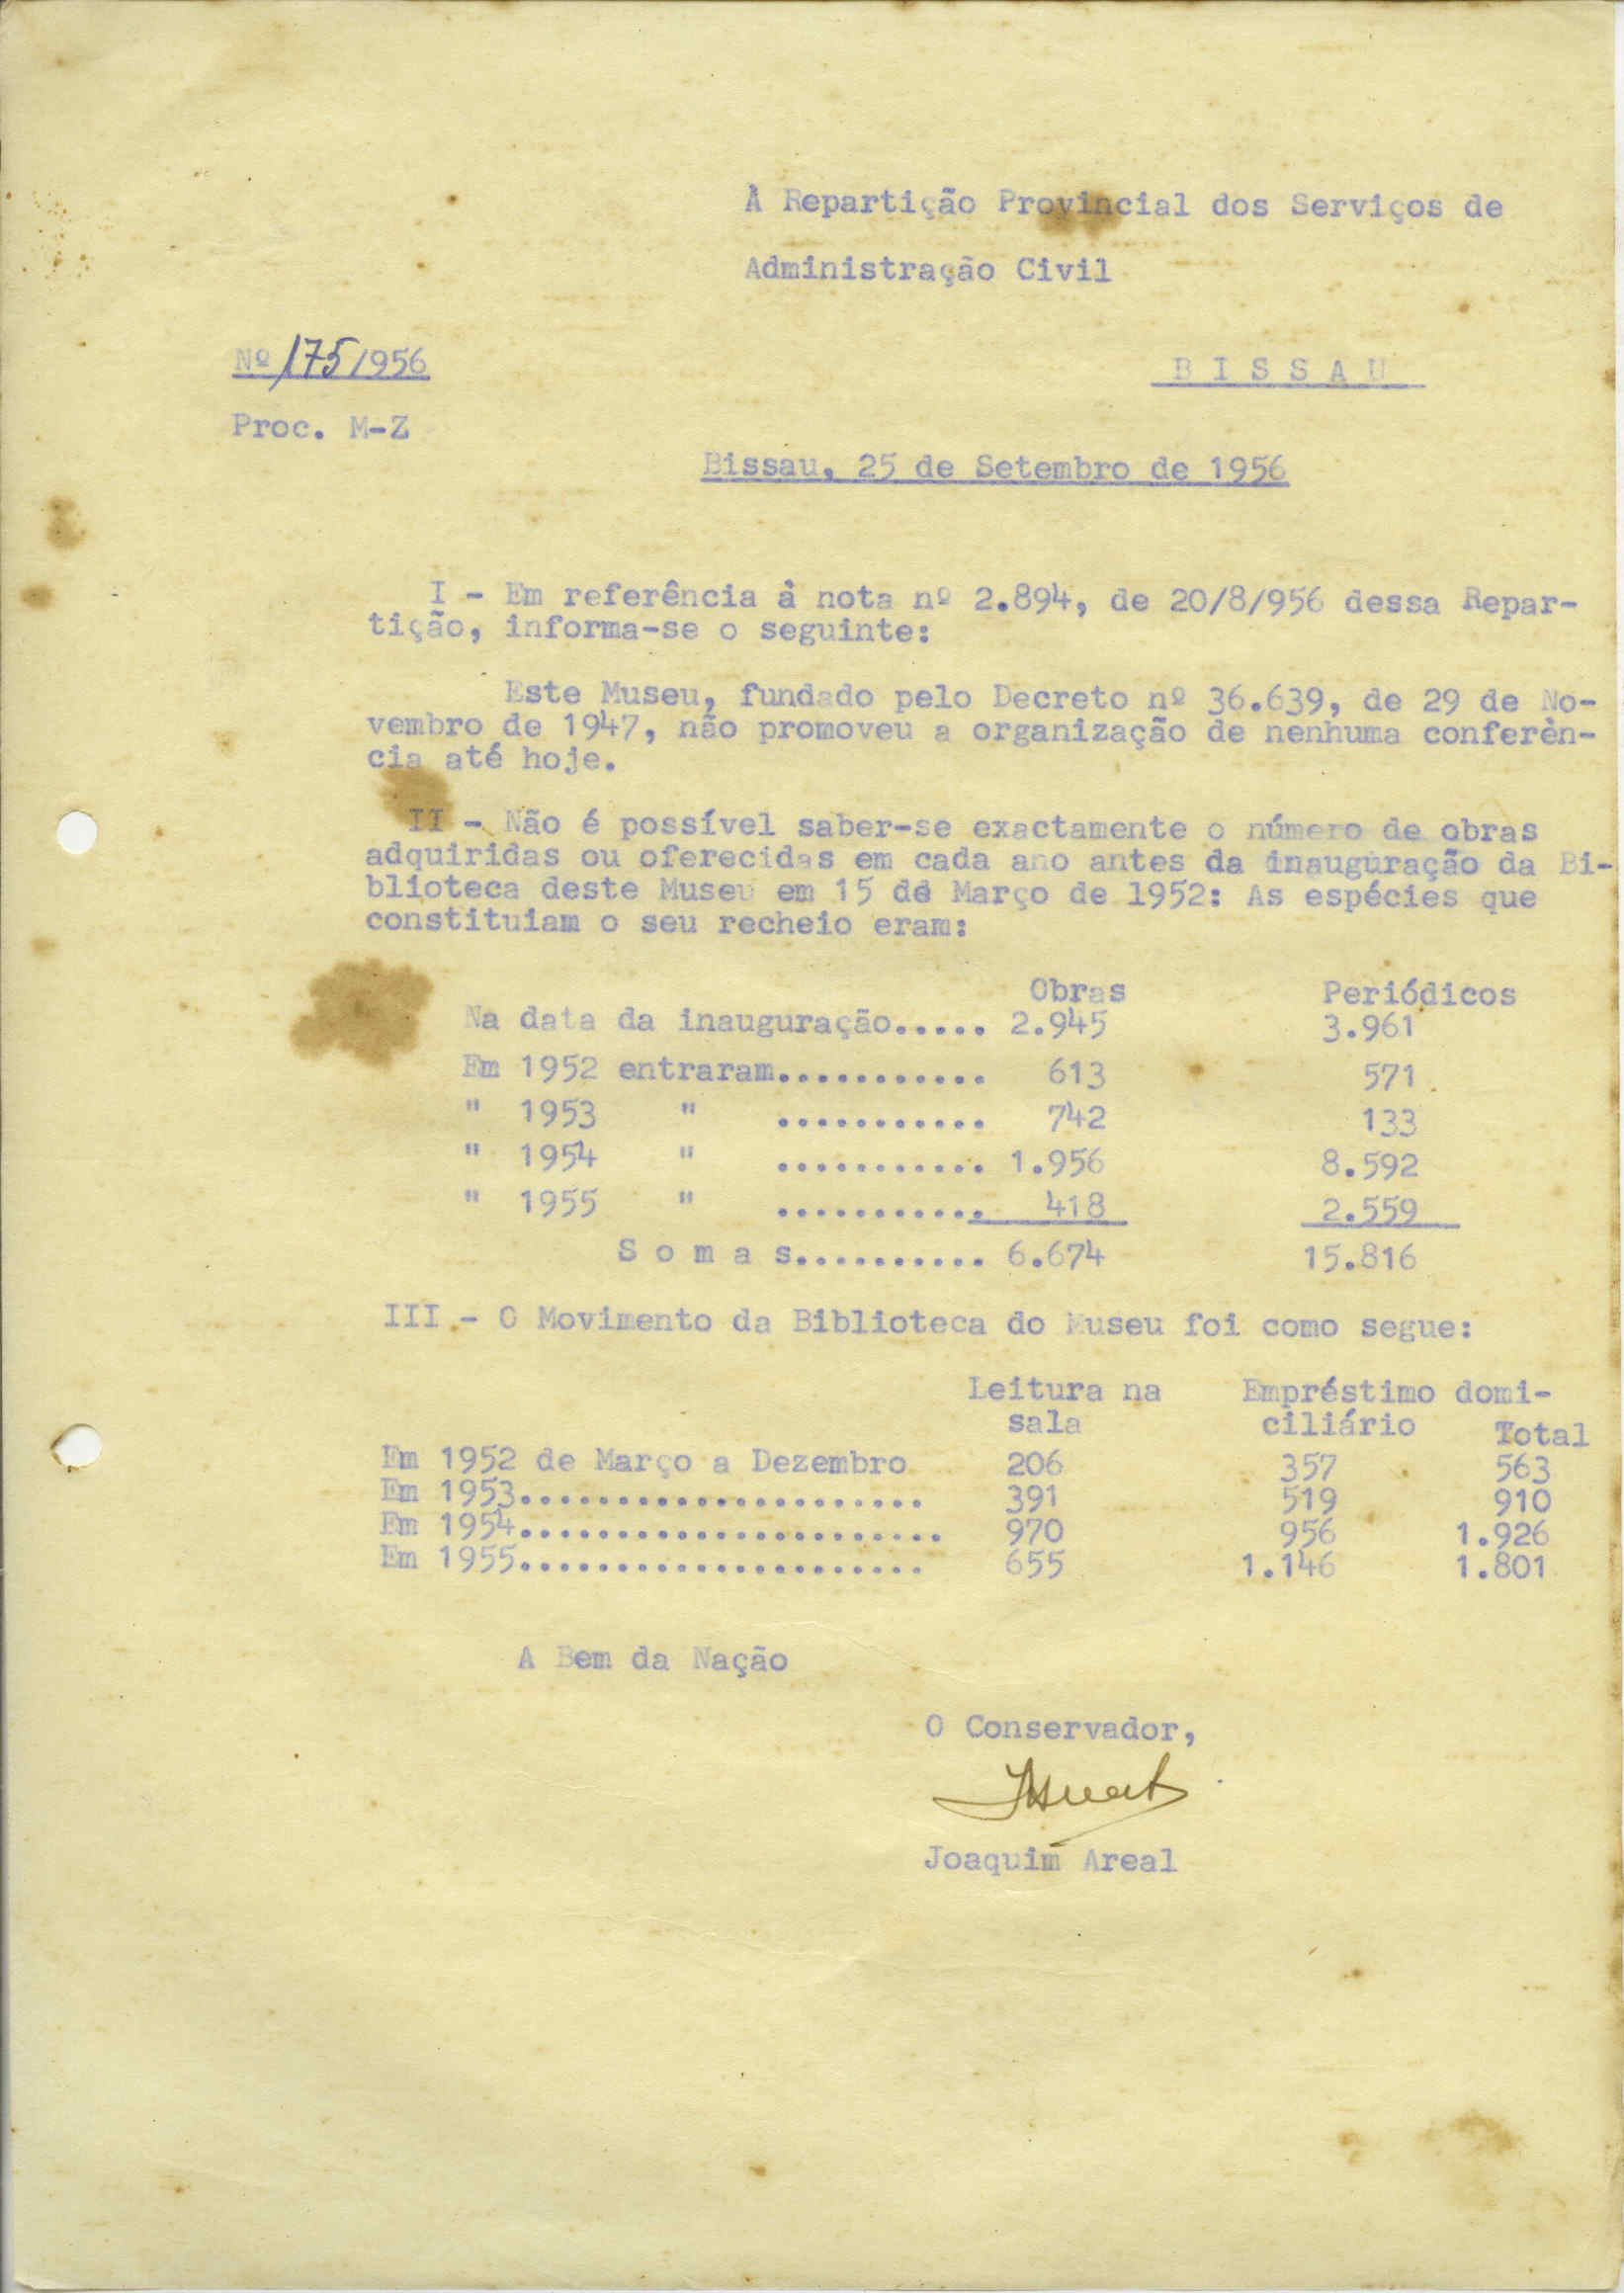 À Repartição Provincial dos Serviços de
Administração Civil
Nº 175/1956
BISSAU
Proc. M-Z
Bissau, 25 de Setembro de 1956
I - Em referência à nota nº 2.894, de 20/8/956 dessa Repar-
tição, informa-se o seguinte:
Este Museu, fundado pelo Decreto nº 36.639, de 29 de No-
vembro de 1947, não promoveu a organização de nenhuma conferèn-
cia até hoje.
II - Não é possível saber-se exactamente o número de obras
adquiridas ou oferecidas em cada ano antes da inauguração da Bi-
blioteca deste Museu em 15 de Março de 1952: As espécies que
constituiam o seu recheio eram:
Obras Periódicos
Na data da inauguração..... 2.945 3.961
Em 1952 entraram........... 613 571
" 1953 " ........... 742 133
" 1954 " ........... 1.956 8.592
" 1955 " ........... 418 2.559
S o m a s.......... 6.674 15.816
III - O Movimento da Biblioteca do Museu foi como segue:
Leitura na Empréstimo domi-
sala ciliário Total
Em 1952 de Março a Dezembro 206 357 563
Em 1953..................... 391 519 910
Em 1954...................... 970 956 1.926
Em 1955..................... 655 1.146 1.801
A Bem da Nação
O Conservador,
Joaquim Areal